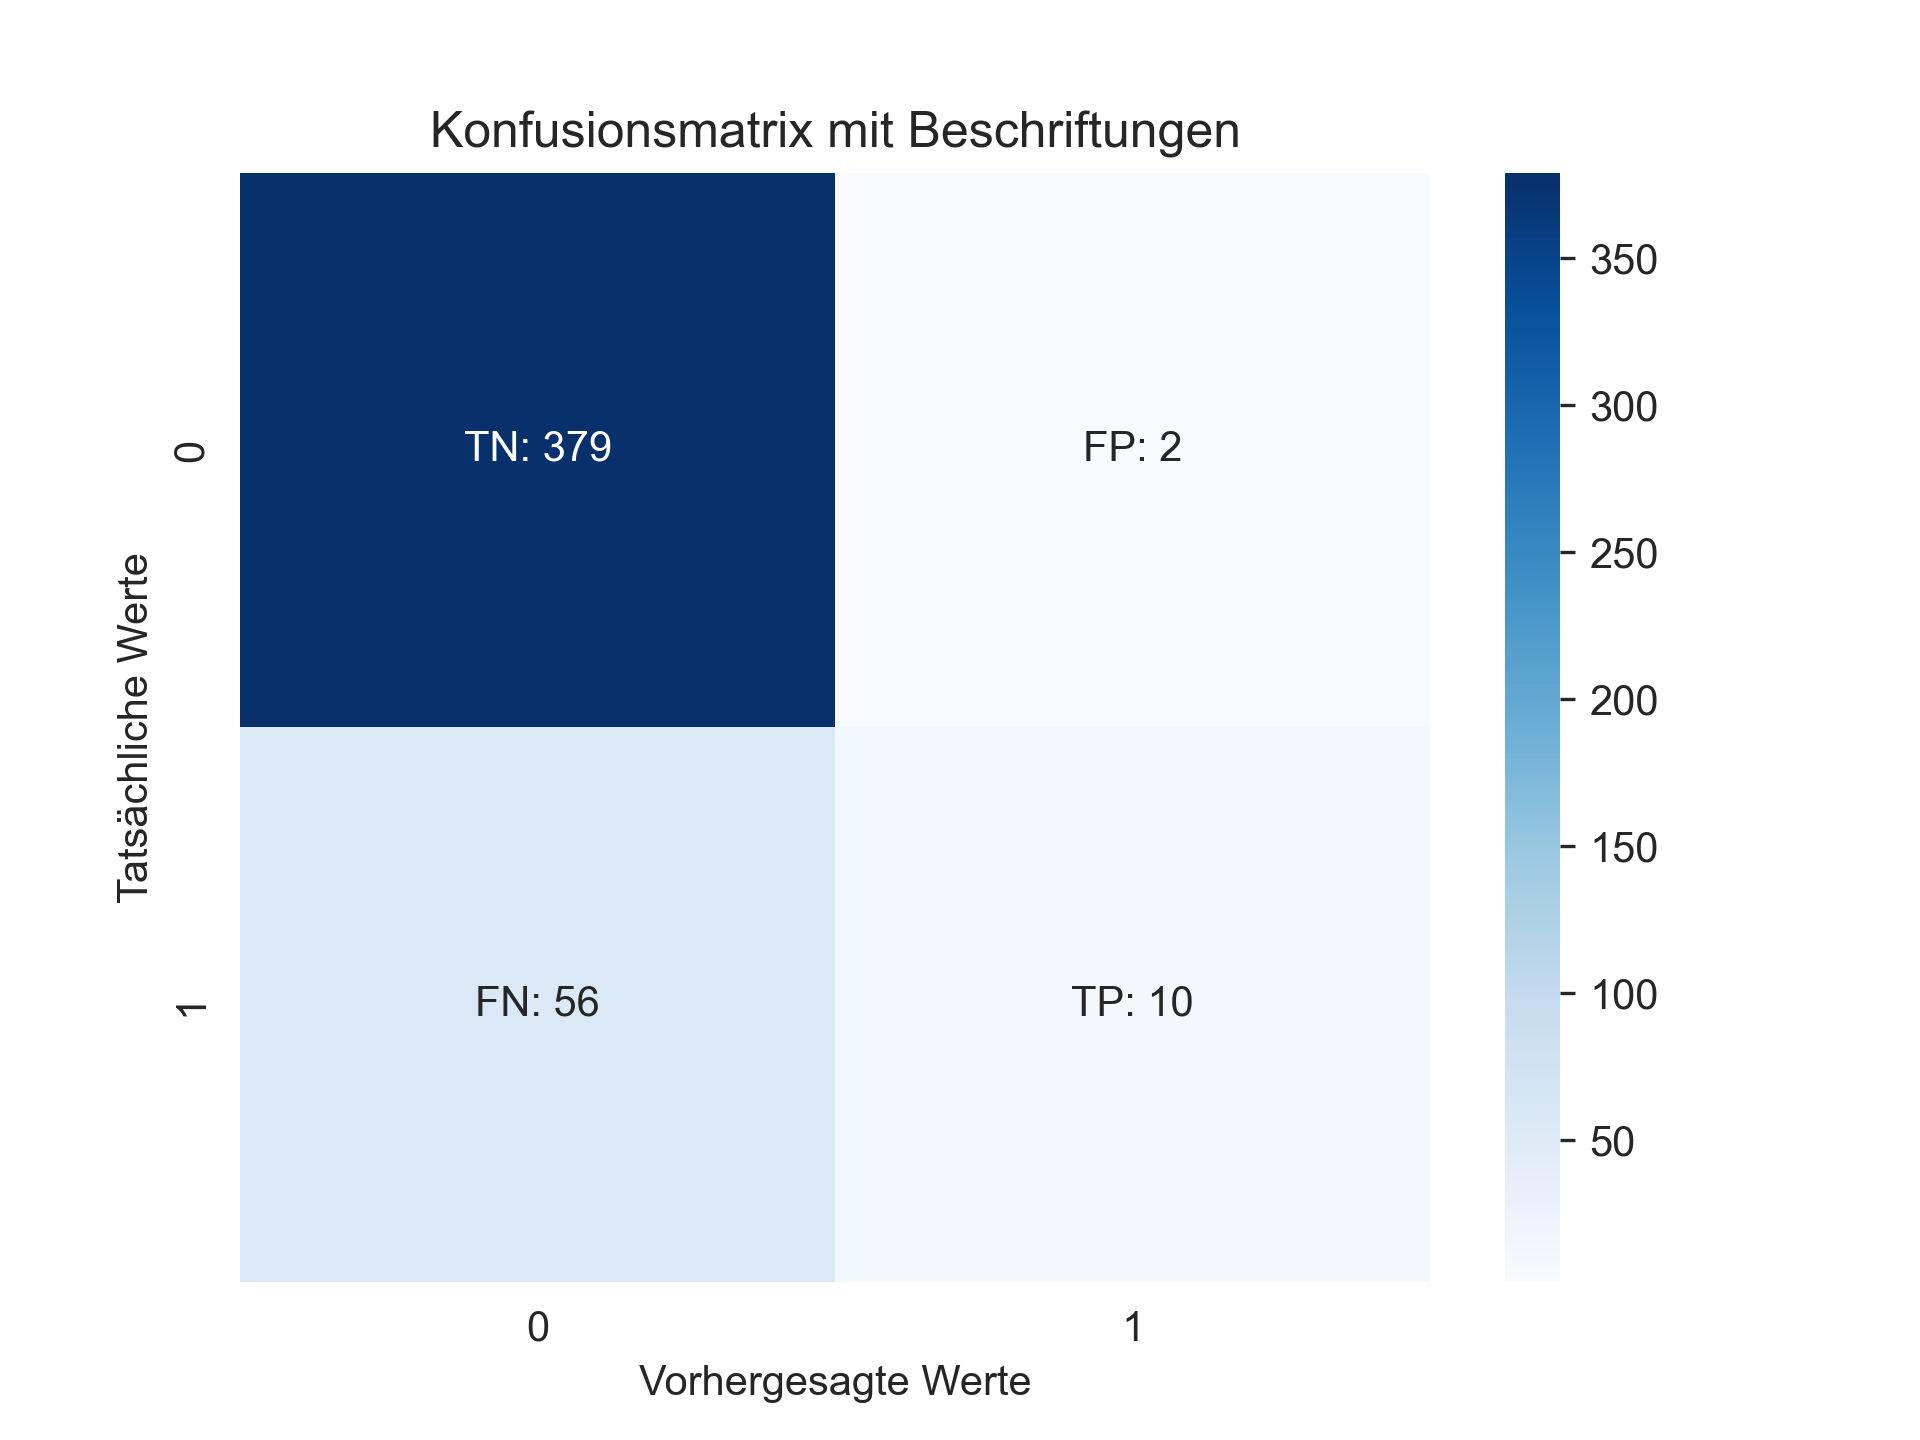 Konfusionsmatrix mit Beschriftungen
TN: 379
FP: 2
FN: 56
TP: 10
0
1
Tatsächliche Werte
0
1
Vorhergesagte Werte
350
300
250
200
150
100
50